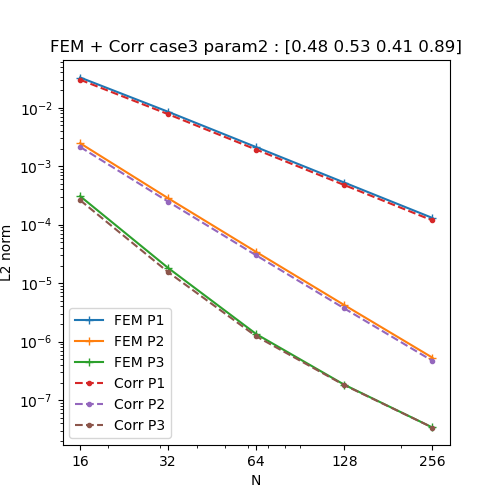 FEM + Corr case3 param2 : [0.48 0.53 0.41 0.89]
10⁻²
10⁻³
10⁻⁴
10⁻⁵
10⁻⁶
10⁻⁷
L2 norm
FEM P1
FEM P2
FEM P3
Corr P1
Corr P2
Corr P3
16 32 64 128 256
N